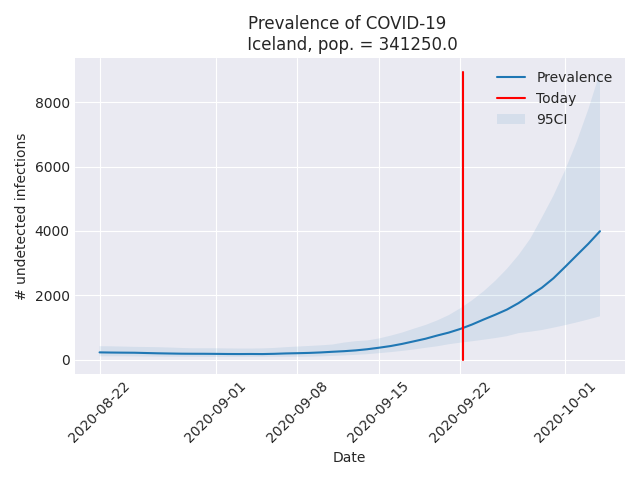 Prevalence of COVID-19
Iceland, pop. = 341250.0
Prevalence
Today
95CI
8000
6000
4000
2000
0
# undetected infections
2020-08-22
2020-09-01
2020-09-08
2020-09-15
2020-09-22
2020-10-01
Date